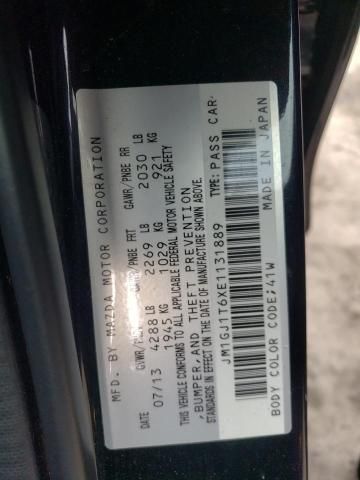 MFD. BY MAZDA MOTOR CORPORATION
DATE GVWR/PNBV GAWR/PNBE FRT GAWR/PNBE RR
07/13 4288 LB 2269 LB 2030 LB
1945 KG 1029 KG 921 KG
THIS VEHICLE CONFORMS TO ALL APPLICABLE FEDERAL MOTOR VEHICLE SAFETY
, BUMPER, AND THEFT PREVENTION
STANDARDS IN EFFECT ON THE DATE OF MANUFACTURE SHOWN ABOVE.
JM1GJ1T6XE1131889 TYPE: PASS CAR
BODY COLOR CODE;41W MADE IN JAPAN